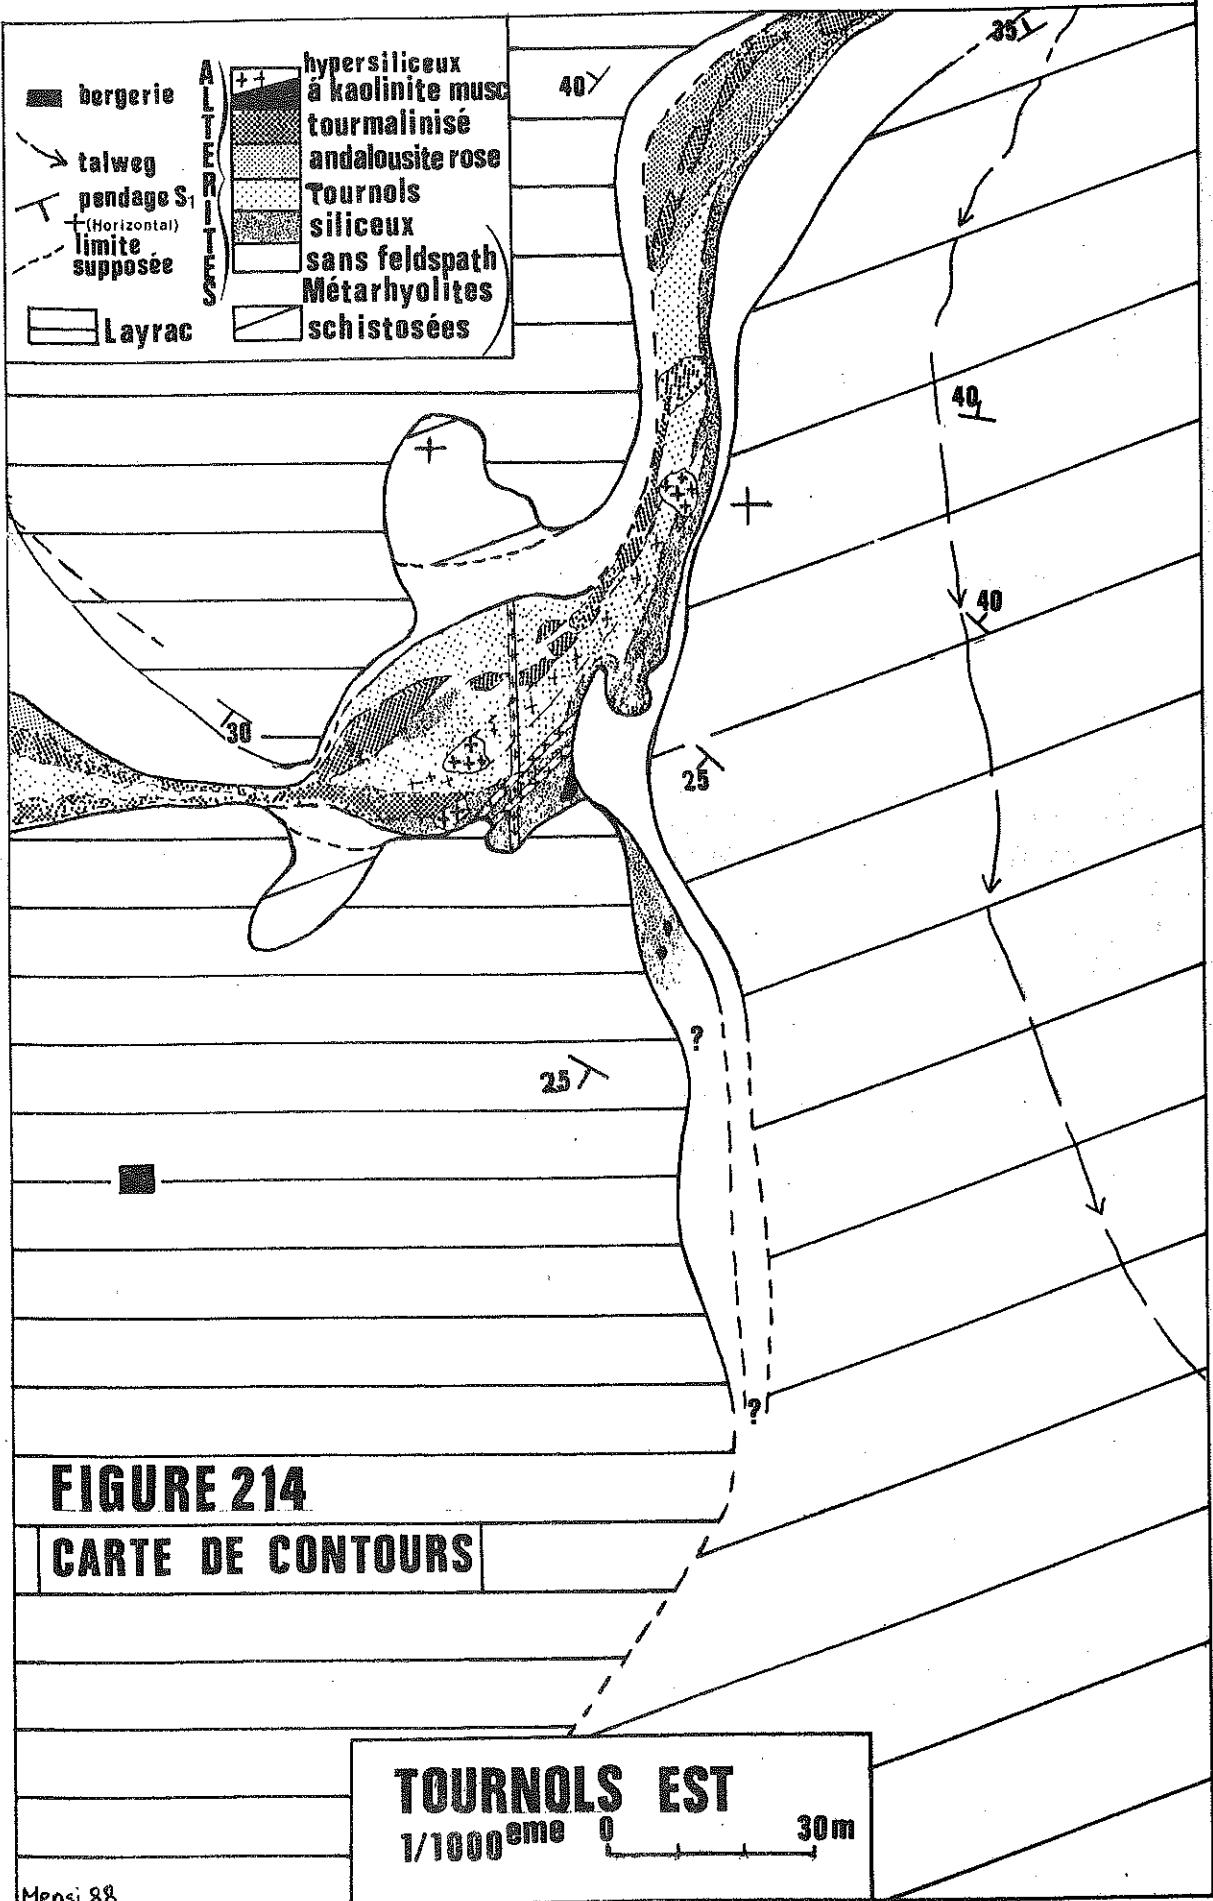 bergerie
talweg
pendage S1
+ (Horizontal)
limite
supposée
Layrac
ALTERITES
hypersiliceux
à kaolinite musc
tourmalinisé
andalousite rose
Tournols
siliceux
sans feldspath
Métarhyolites
schistosées
40
35
40
40
30
25
?
25
?
FIGURE 214
CARTE DE CONTOURS
TOURNOLS EST
1/1000eme 0 30m
Mensi 88